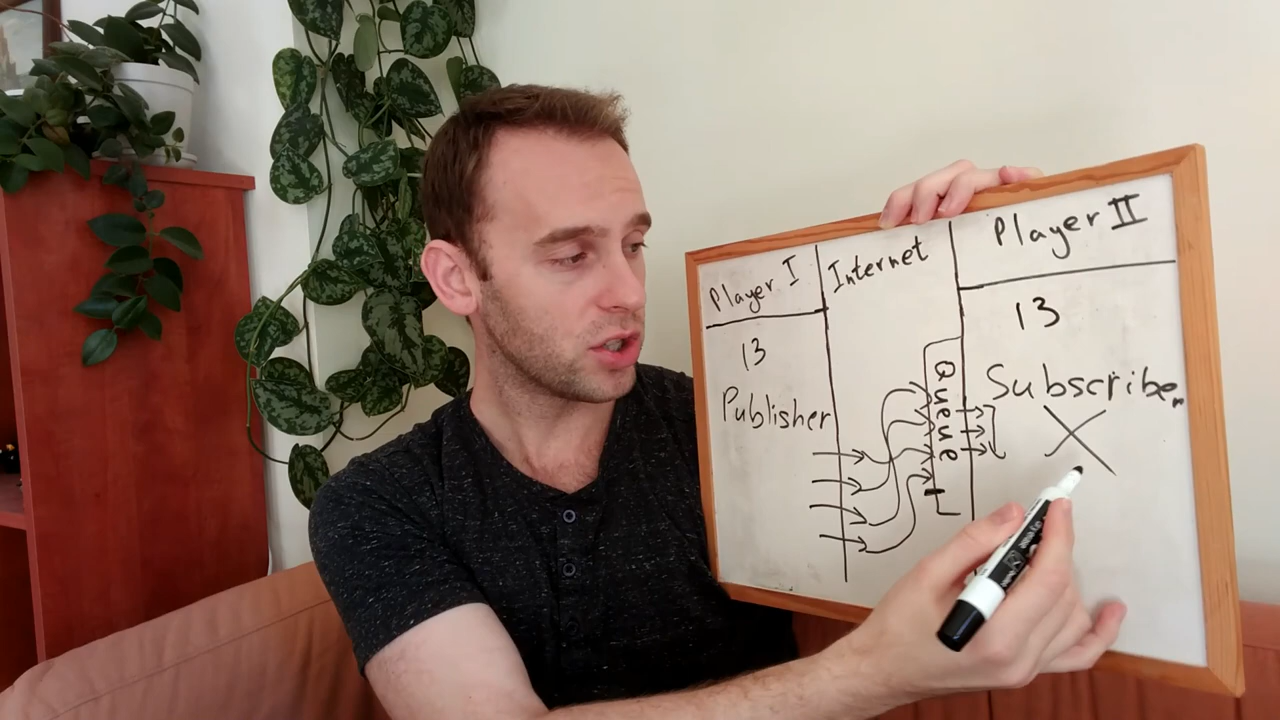 Player I
Internet
Player II
13
Publisher
Queue
13
Subscriber
X